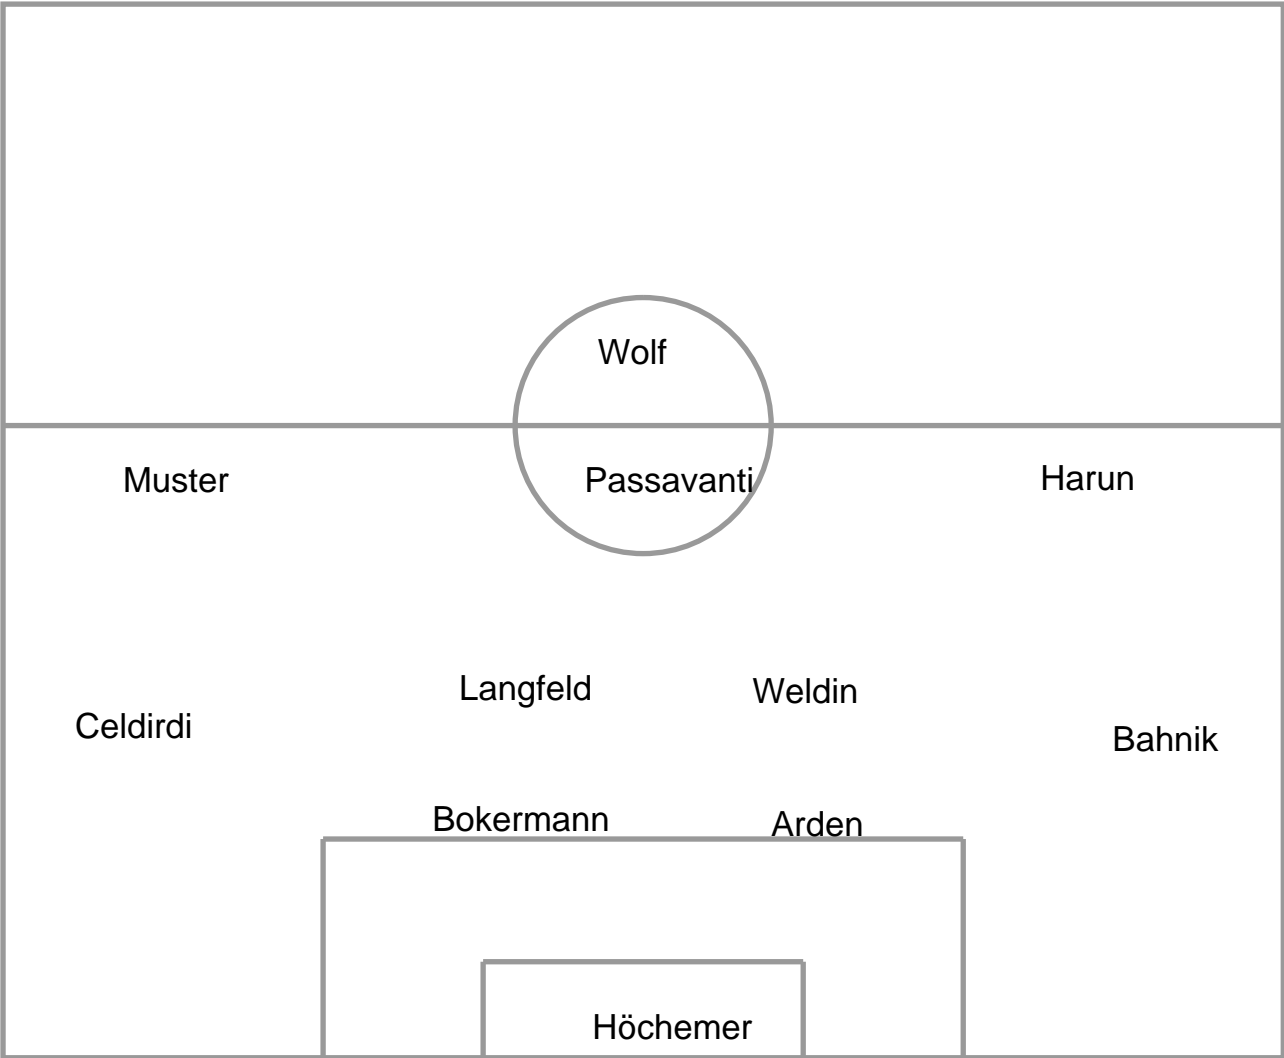 Wolf
Muster Passavanti Harun
Langfeld Weldin
Celdirdi Bahnik
Bokermann Arden
Höchemer